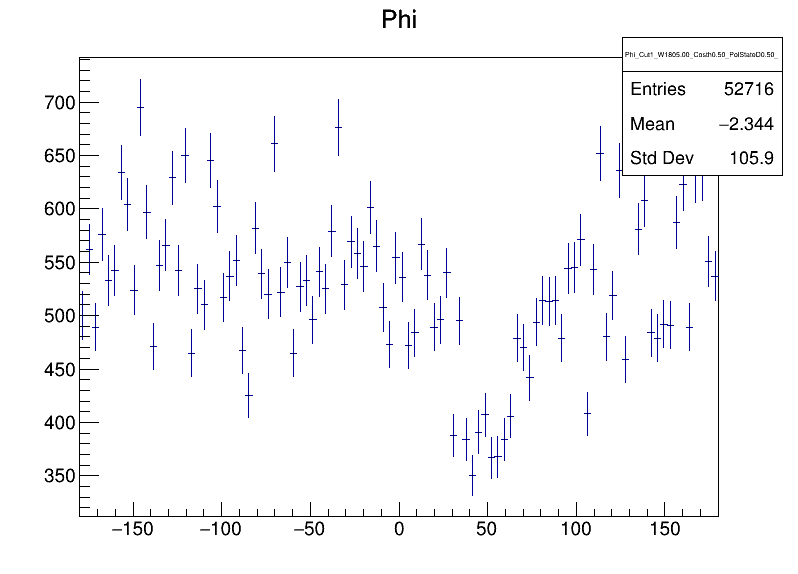 Phi
Phi_Cut1_W1805.00_Costh0.50_PolStateD0.50_
Entries 52716
Mean −2.344
Std Dev 105.9
700
650
600
550
500
450
400
350
−150 −100 −50 0 50 100 150